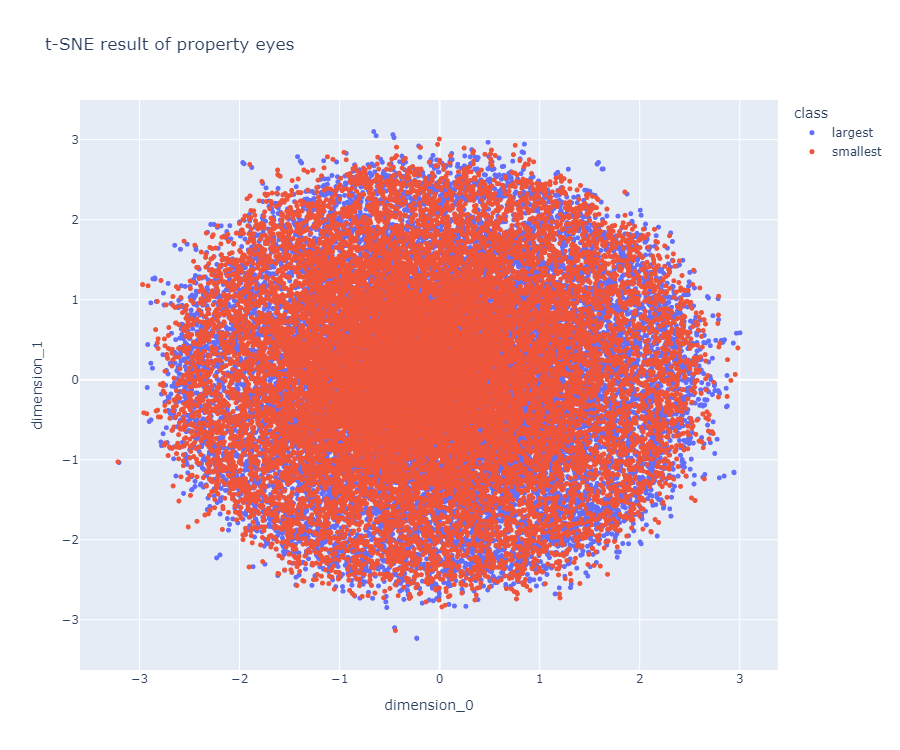 t-SNE result of property eyes
class
largest
smallest
dimension_1
3
2
1
0
−1
−2
−3
−3
−2
−1
0
1
2
3
dimension_0